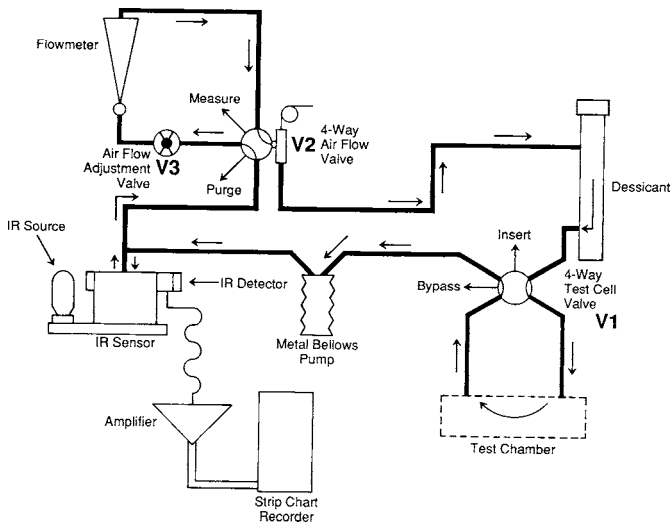 Flowmeter
Measure
V2
4-Way
Air Flow
Valve
Air Flow
Adjustment
Valve
V3
Purge
Dessicant
IR Source
Insert
IR Detector
Bypass
4-Way
Test Cell
Valve
V1
IR Sensor
Metal Bellows
Pump
Amplifier
Test Chamber
Strip Chart
Recorder